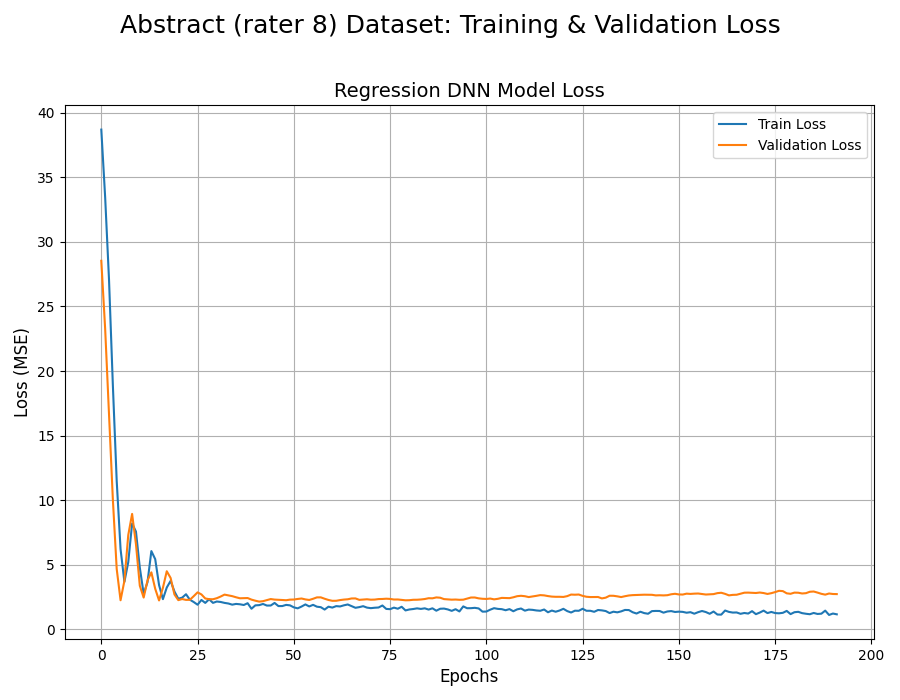 Abstract (rater 8) Dataset: Training & Validation Loss
Regression DNN Model Loss
Train Loss
Validation Loss
Loss (MSE)
40
35
30
25
20
15
10
5
0
0 25 50 75 100 125 150 175 200
Epochs